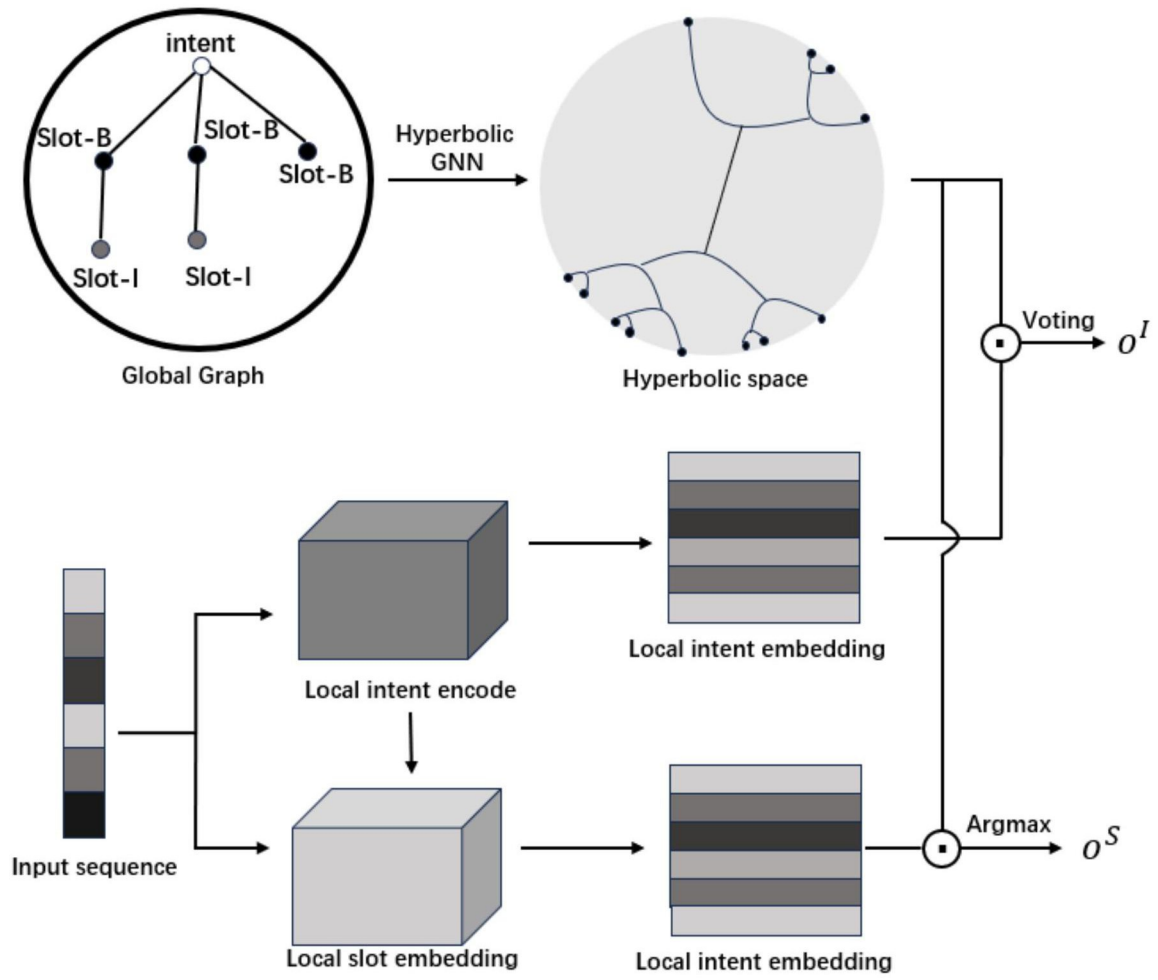 intent
Slot-B
Slot-B
Slot-B
Slot-I
Slot-I
Global Graph
Hyperbolic
GNN
Hyperbolic space
Voting
o^I
Local intent encode
Local intent embedding
Input sequence
Local slot embedding
Local intent embedding
Argmax
o^S